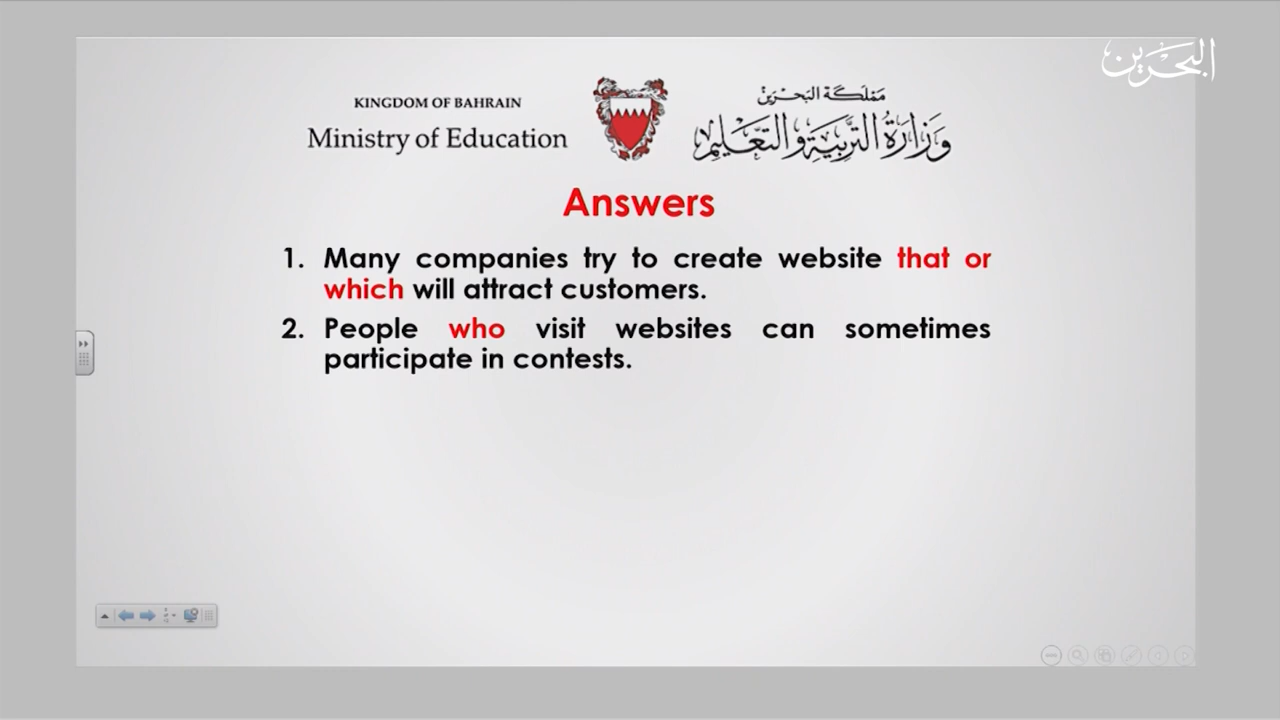 البحرين
KINGDOM OF BAHRAIN
Ministry of Education
مملكة البحرين
وزارة التربية والتعليم
Answers
1. Many companies try to create website that or
which will attract customers.
2. People who visit websites can sometimes
participate in contests.